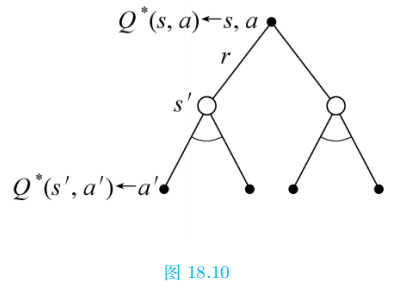 Q*(s, a)←s, a
r
s′
Q*(s′, a′)←a′
图 18.10